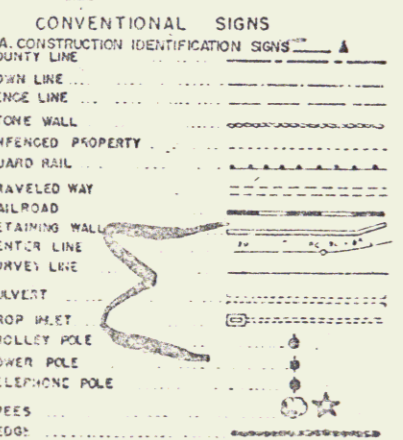 CONVENTIONAL SIGNS
A. CONSTRUCTION IDENTIFICATION SIGNS
OUNTY LINE
OWN LINE
ENCE LINE
TONE WALL
NFENCED PROPERTY
UARD RAIL
RAVELED WAY
AILROAD
ETAINING WALL
ENTER LINE
URVEY LINE
ULVERT
ROP INLET
ROLLEY POLE
OWER POLE
ELEPHONE POLE
REES
EDGE